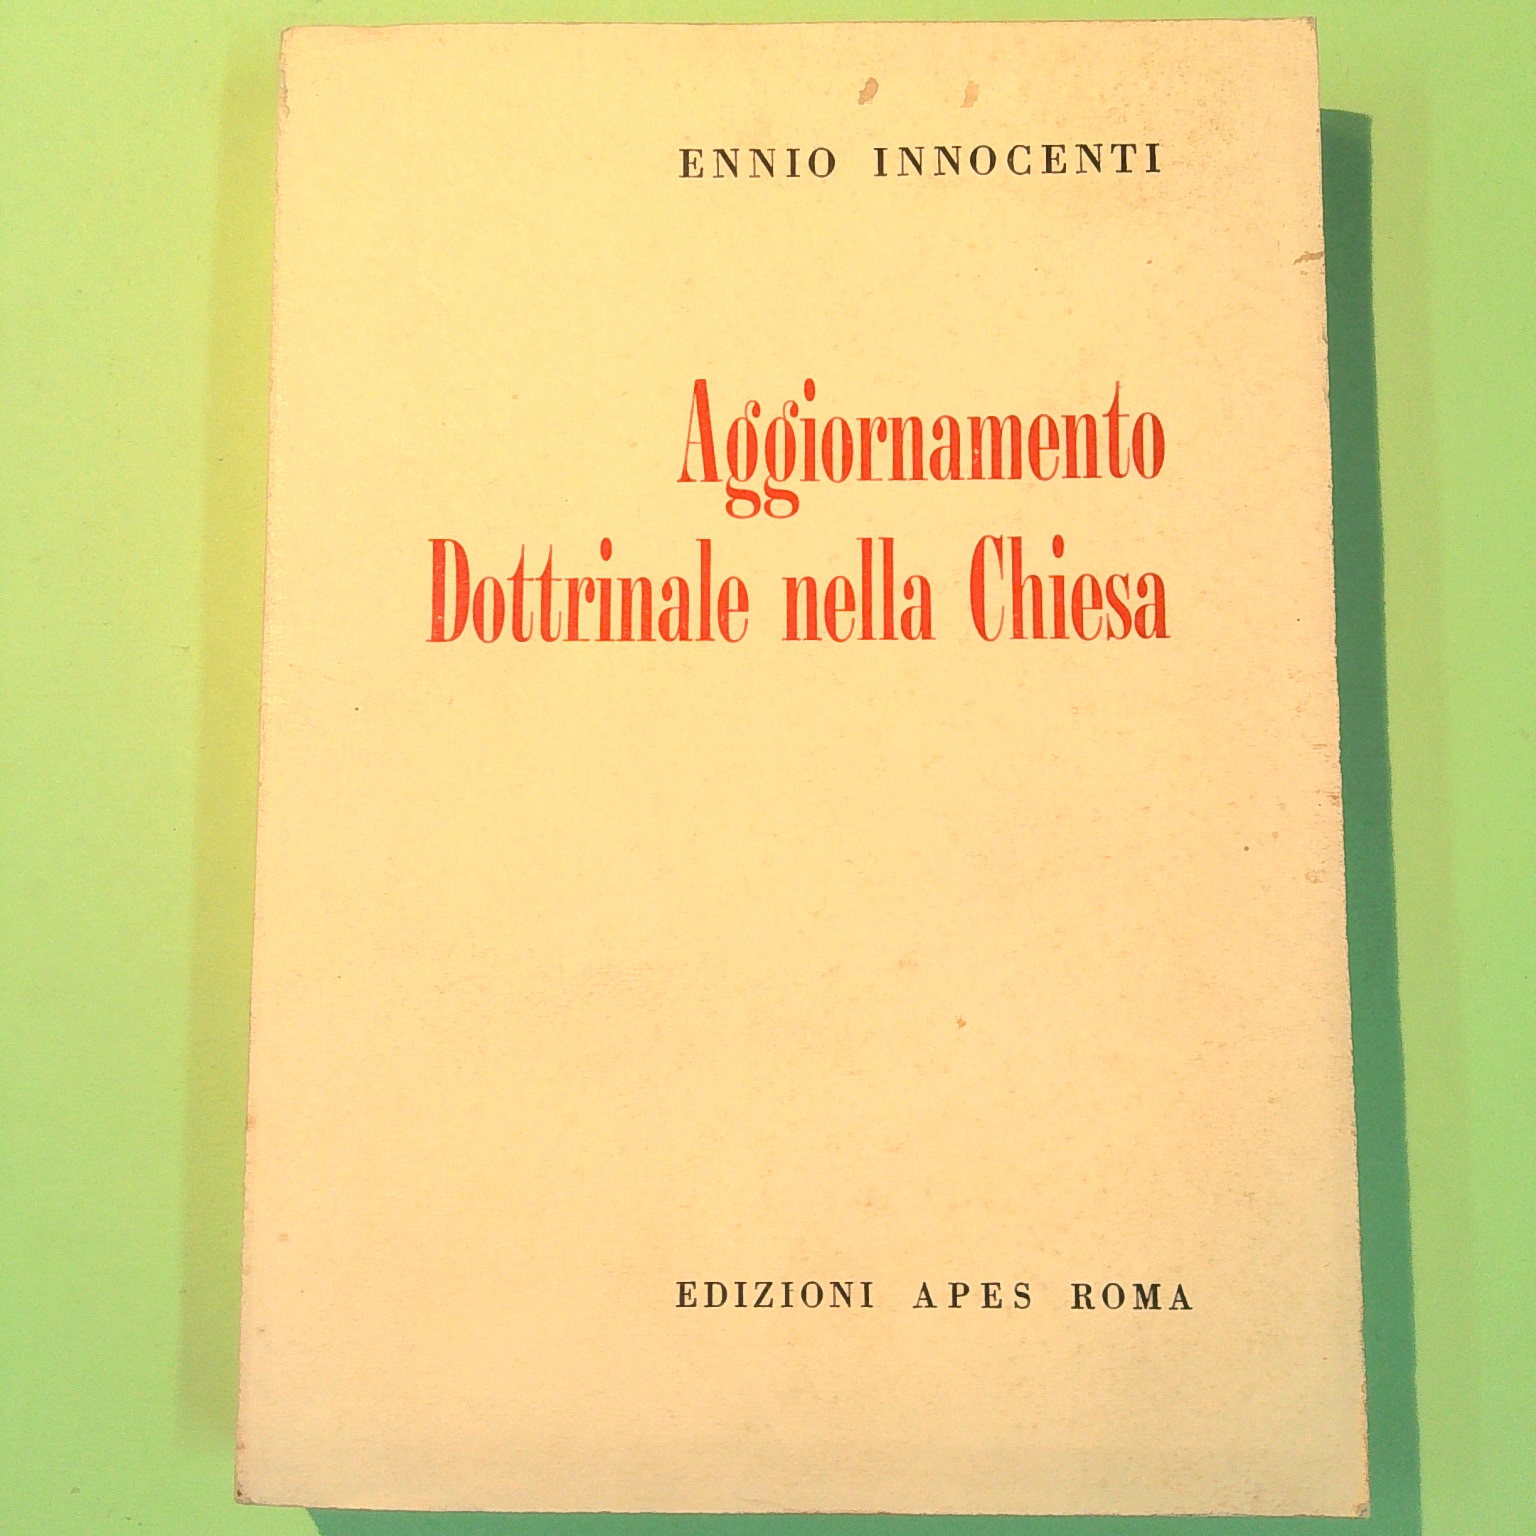 ENNIO INNOCENTI
Aggiornamento
Dottrinale nella Chiesa
EDIZIONI APES ROMA